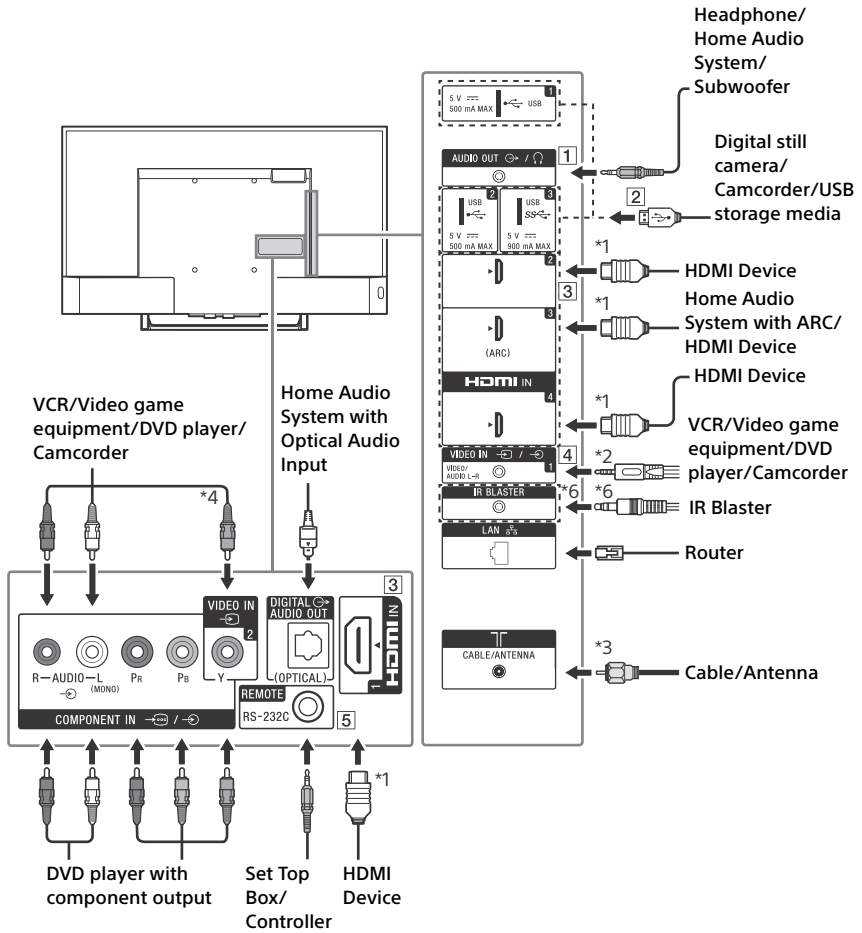 Headphone/
Home Audio
System/
Subwoofer
5 V
500 mA MAX
USB
1
Digital still
camera/
Camcorder/USB
storage media
AUDIO OUT /
1
2
USB
2
5 V
500 mA MAX
USB
SS
3
5 V
900 mA MAX
*1
HDMI Device
2
3
*1
Home Audio
System with ARC/
HDMI Device
3
(ARC)
HDMI IN
4
*1
HDMI Device
VIDEO IN /
4
VIDEO/
AUDIO L-R
1
*2
VCR/Video game
equipment/DVD
player/Camcorder
IR BLASTER
*6
*6
IR Blaster
LAN
Router
CABLE/ANTENNA
*3
Cable/Antenna
VCR/Video game
equipment/DVD player/
Camcorder
*4
Home Audio
System with
Optical Audio
Input
VIDEO IN
2
DIGITAL
AUDIO OUT
(OPTICAL)
3
HDMI IN
1
R—AUDIO—L
(MONO)
PR
PB
Y
COMPONENT IN /
REMOTE
RS-232C
5
*1
DVD player with
component output
Set Top
Box/
Controller
HDMI
Device